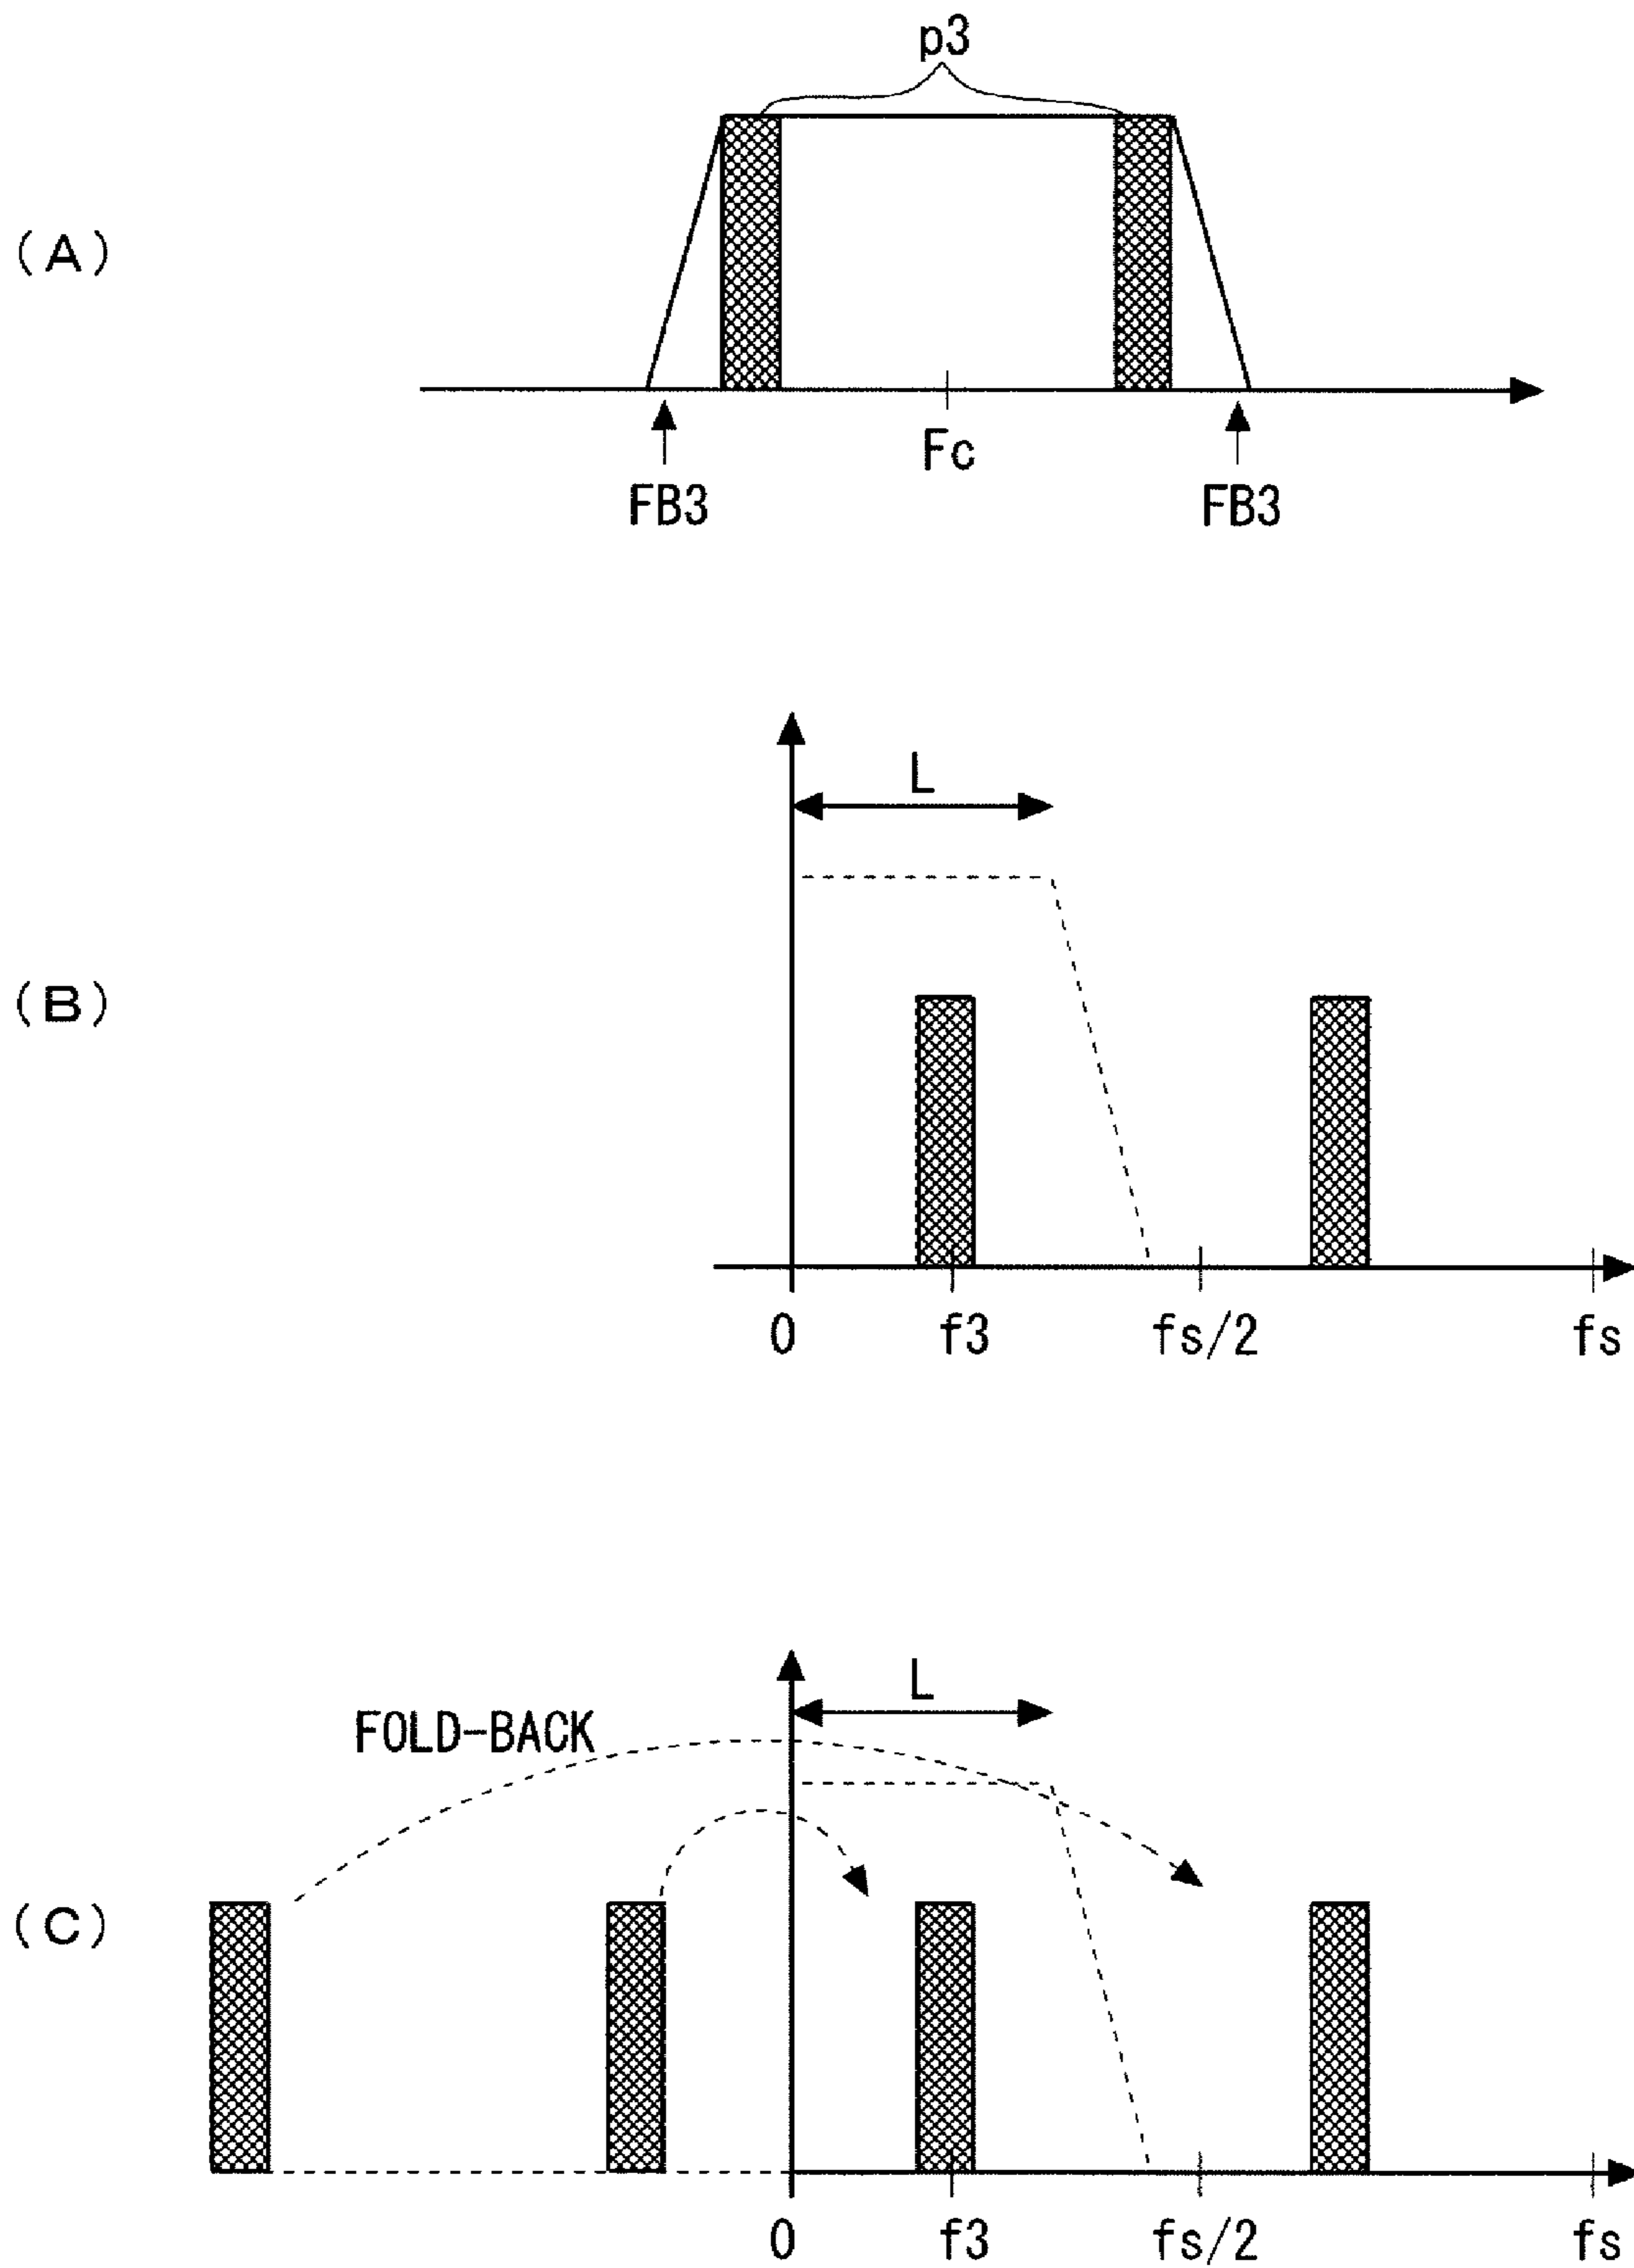 p3
(A)
Fc
FB3 FB3
L
(B)
0 f3 fs/2 fs
L
FOLD-BACK
(C)
0 f3 fs/2 fs